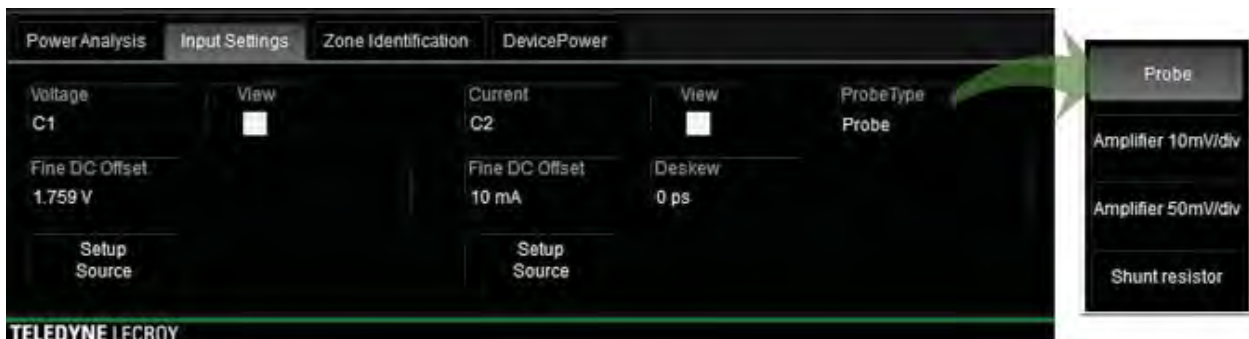 Power Analysis Input Settings Zone Identification DevicePower
Voltage View Current View ProbeType
C1 C2 Probe
Fine DC Offset Fine DC Offset Deskew
1.759 V 10 mA 0 ps
Setup Source Setup Source
TELEDYNE LECROY
Probe
Amplifier 10mV/div
Amplifier 50mV/div
Shunt resistor